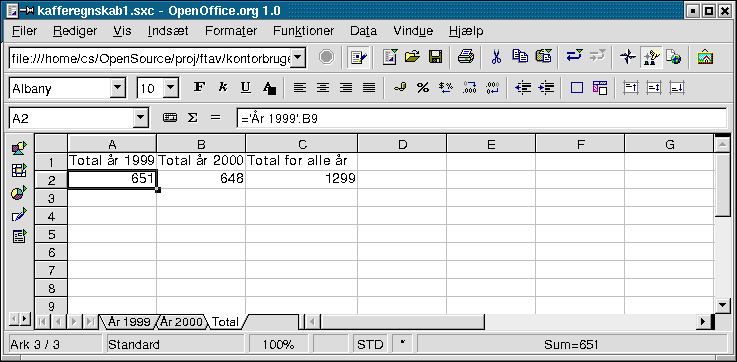 kafferegnskab1.sxc - OpenOffice.org 1.0
Filer Rediger Vis Indsæt Formater Funktioner Data Vindue Hjælp
file:///home/cs/OpenSource/proj/ftav/kontorbruge
Albany 10 F K U A
A2 Σ = ='År 1999'.B9
A B C D E F G
1 Total år 1999 Total år 2000 Total for alle år
2 651 648 1299
3
4
5
6
7
8
9
År 1999 År 2000 Total
Ark 3 / 3 Standard 100% STD * Sum=651